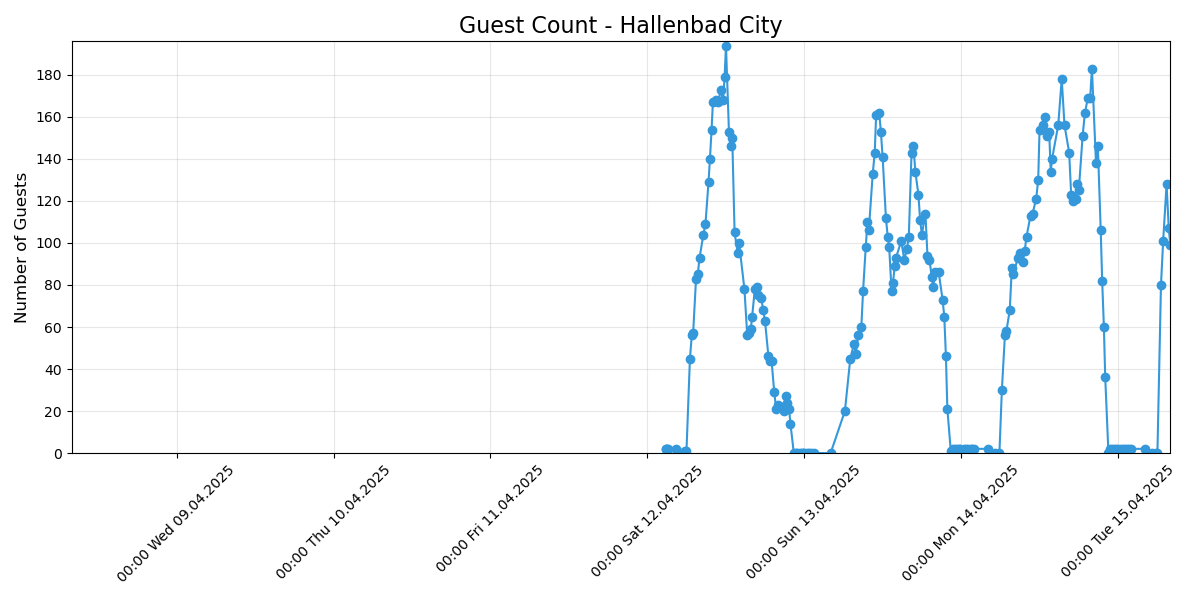 Guest Count - Hallenbad City
Number of Guests
180
160
140
120
100
80
60
40
20
0
00:00 Wed 09.04.2025
00:00 Thu 10.04.2025
00:00 Fri 11.04.2025
00:00 Sat 12.04.2025
00:00 Sun 13.04.2025
00:00 Mon 14.04.2025
00:00 Tue 15.04.2025